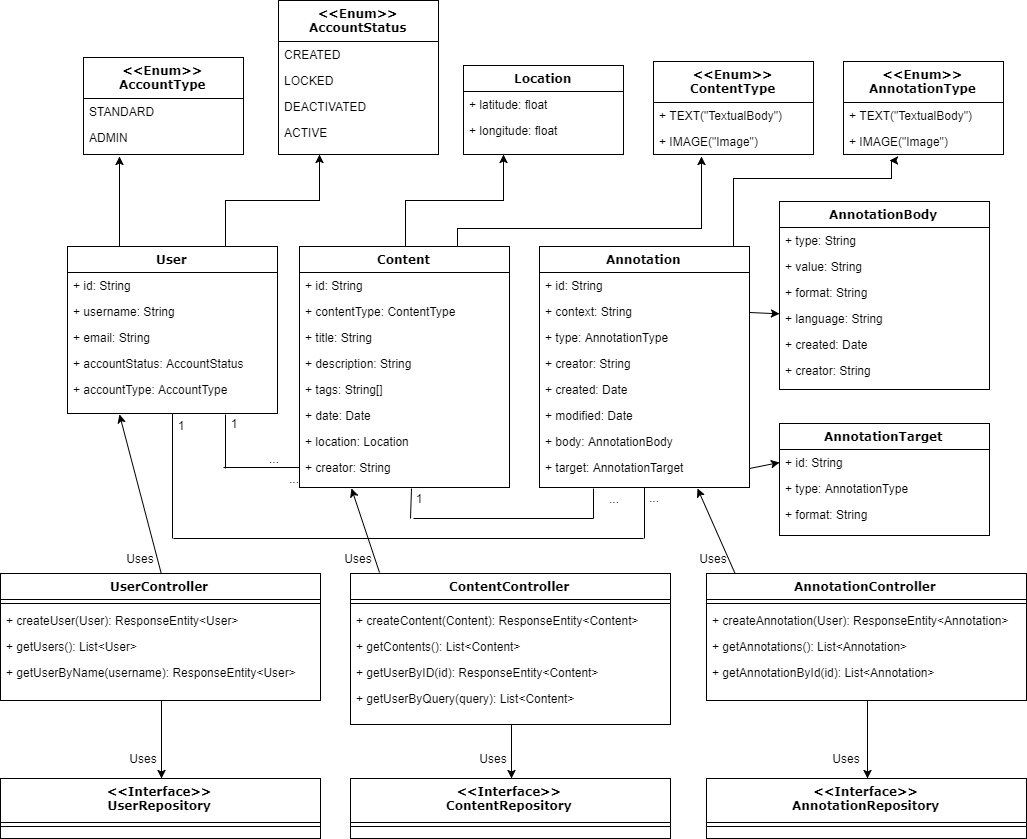 <<Enum>>
AccountType
STANDARD
ADMIN
<<Enum>>
AccountStatus
CREATED
LOCKED
DEACTIVATED
ACTIVE
Location
+ latitude: float
+ longitude: float
<<Enum>>
ContentType
+ TEXT("TextualBody")
+ IMAGE("Image")
<<Enum>>
AnnotationType
+ TEXT("TextualBody")
+ IMAGE("Image")
User
+ id: String
+ username: String
+ email: String
+ accountStatus: AccountStatus
+ accountType: AccountType
Content
+ id: String
+ contentType: ContentType
+ title: String
+ description: String
+ tags: String[]
+ date: Date
+ location: Location
+ creator: String
Annotation
+ id: String
+ context: String
+ type: AnnotationType
+ creator: String
+ created: Date
+ modified: Date
+ body: AnnotationBody
+ target: AnnotationTarget
AnnotationBody
+ type: String
+ value: String
+ format: String
+ language: String
+ created: Date
+ creator: String
AnnotationTarget
+ id: String
+ type: AnnotationType
+ format: String
1
1
...
...
1
...
...
Uses
Uses
Uses
UserController
+ createUser(User): ResponseEntity<User>
+ getUsers(): List<User>
+ getUserByName(username): ResponseEntity<User>
ContentController
+ createContent(Content): ResponseEntity<Content>
+ getContents(): List<Content>
+ getUserByID(id): ResponseEntity<Content>
+ getUserByQuery(query): List<Content>
AnnotationController
+ createAnnotation(User): ResponseEntity<Annotation>
+ getAnnotations(): List<Annotation>
+ getAnnotationById(id): List<Annotation>
Uses
Uses
Uses
<<Interface>>
UserRepository
<<Interface>>
ContentRepository
<<Interface>>
AnnotationRepository